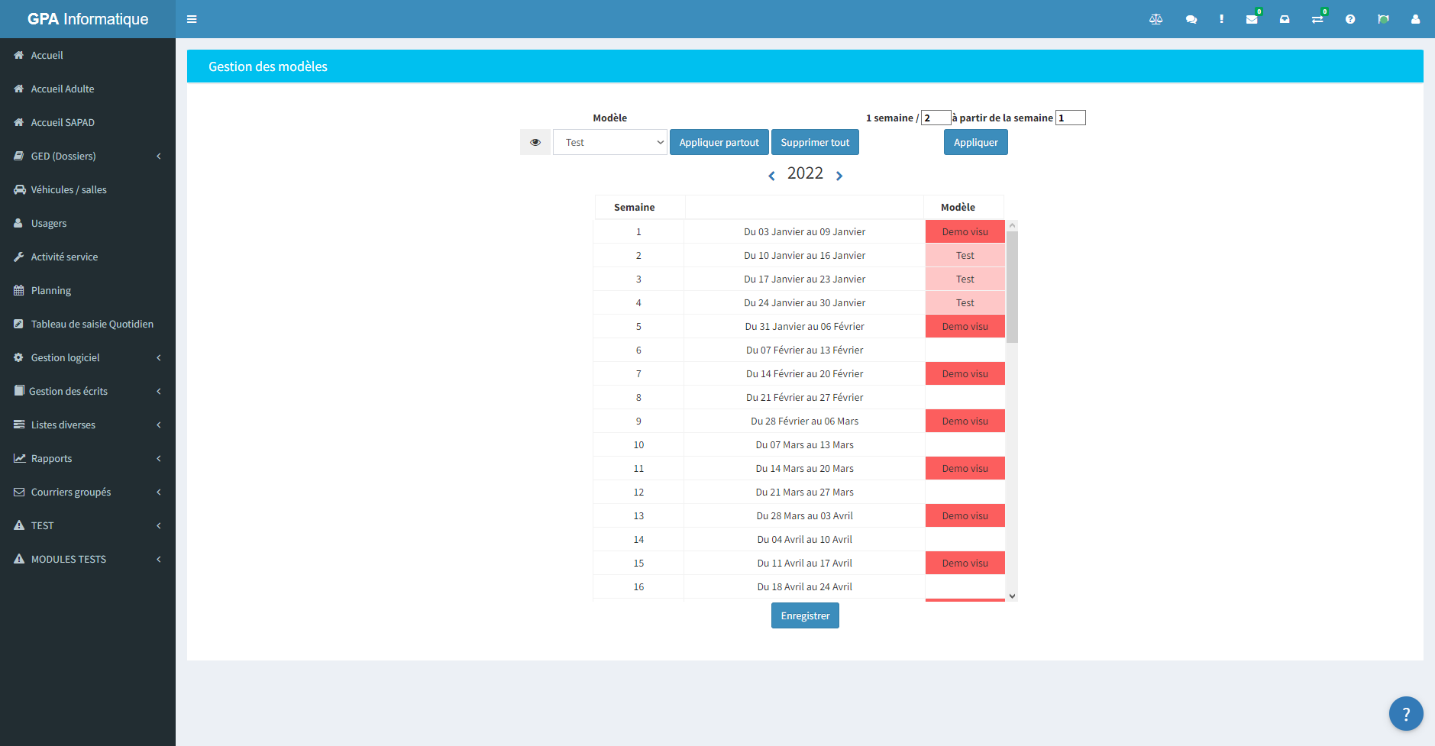 GPA Informatique
0
0
Accueil
Accueil Adulte
Accueil SAPAD
GED (Dossiers)
Véhicules / salles
Usagers
Activité service
Planning
Tableau de saisie Quotidien
Gestion logiciel
Gestion des écrits
Listes diverses
Rapports
Courriers groupés
TEST
MODULES TESTS
Gestion des modèles
Modèle
1 semaine / 2 à partir de la semaine 1
Test Appliquer partout Supprimer tout Appliquer
2022
Semaine Modèle
1 Du 03 Janvier au 09 Janvier Demo visu
2 Du 10 Janvier au 16 Janvier Test
3 Du 17 Janvier au 23 Janvier Test
4 Du 24 Janvier au 30 Janvier Test
5 Du 31 Janvier au 06 Février Demo visu
6 Du 07 Février au 13 Février
7 Du 14 Février au 20 Février Demo visu
8 Du 21 Février au 27 Février
9 Du 28 Février au 06 Mars Demo visu
10 Du 07 Mars au 13 Mars
11 Du 14 Mars au 20 Mars Demo visu
12 Du 21 Mars au 27 Mars
13 Du 28 Mars au 03 Avril Demo visu
14 Du 04 Avril au 10 Avril
15 Du 11 Avril au 17 Avril Demo visu
16 Du 18 Avril au 24 Avril
Enregistrer
?